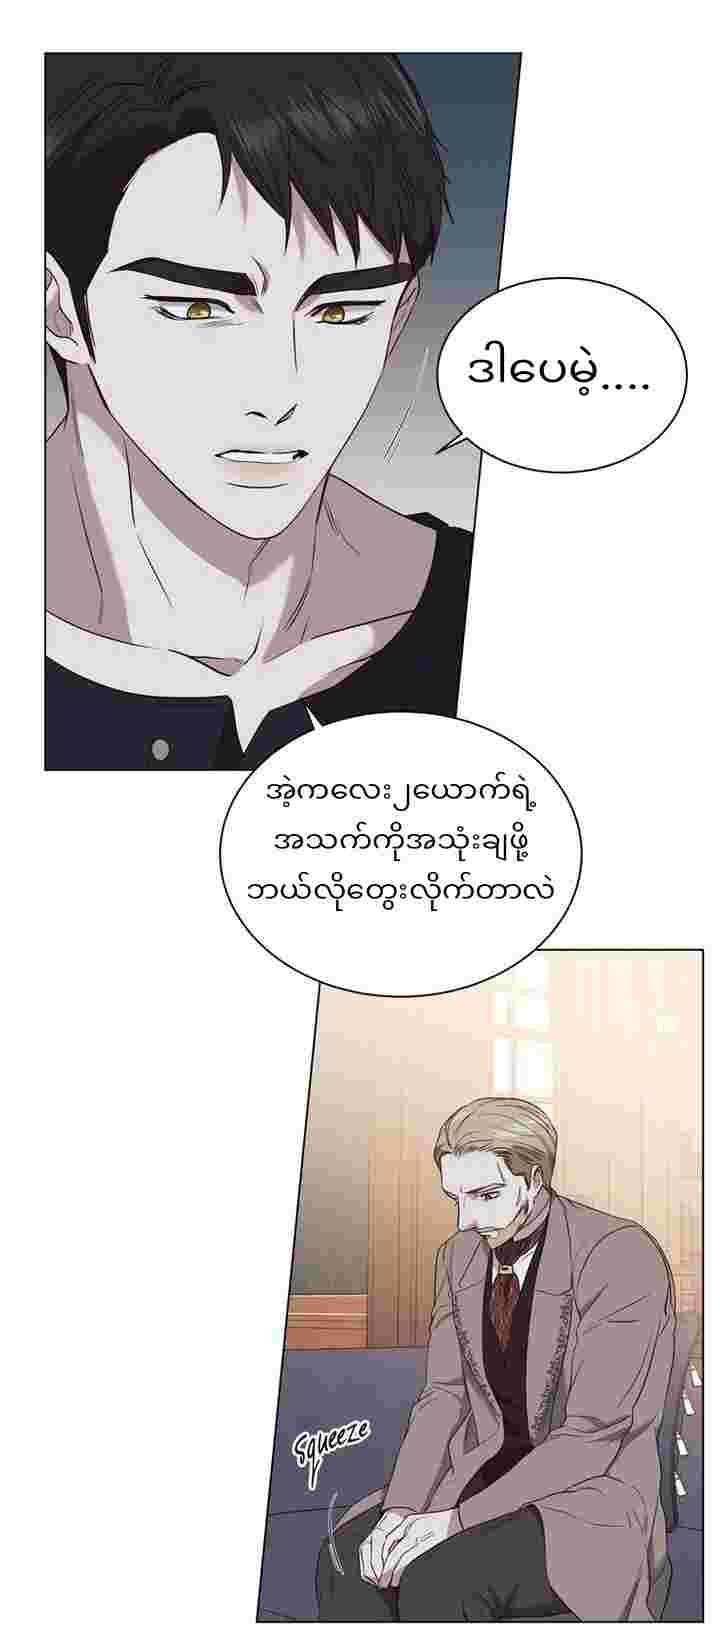 ဒါပေမဲ့....
အဲ့ကလေး၂ယောက်ရဲ့
အသက်ကိုအသုံးချဖို့
ဘယ်လိုတွေးလိုက်တာလဲ
Squeeze